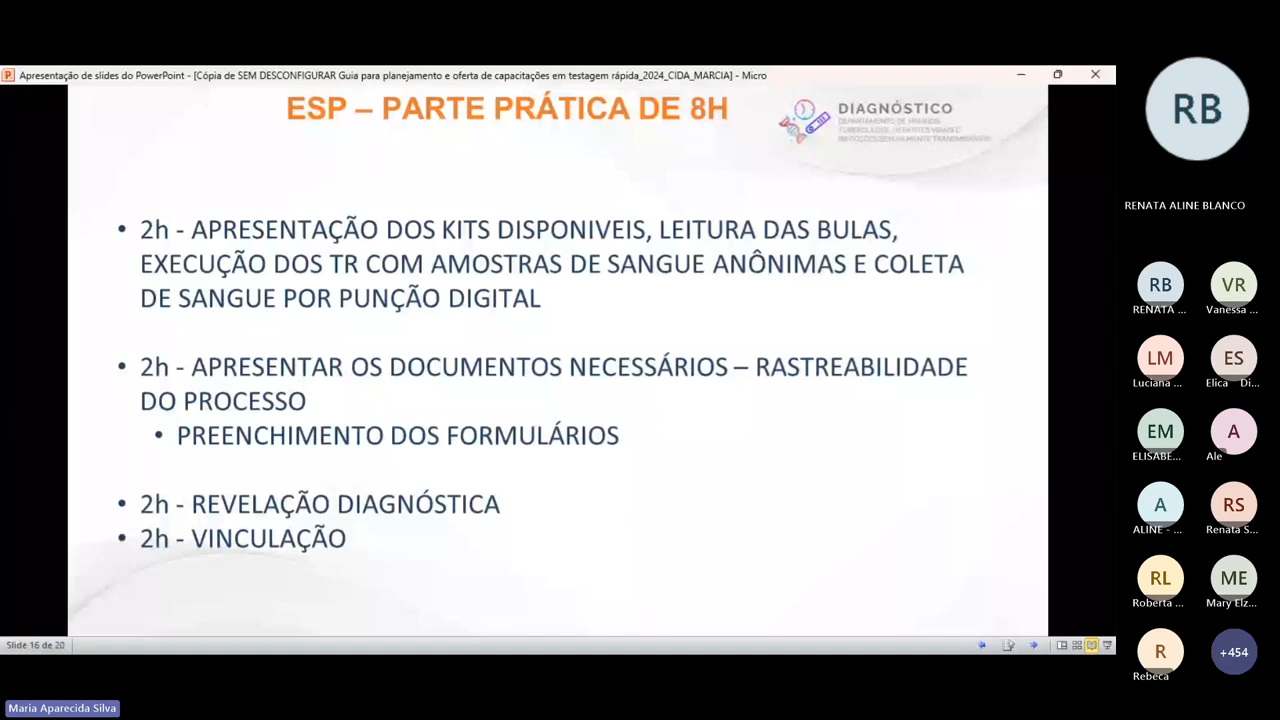 Apresentação de slides do PowerPoint - [Cópia de SEM DESCONFIGURAR Guia para planejamento e oferta de capacitações em testagem rápida_2024_CIDA_MARCIA] - Micro
ESP – PARTE PRÁTICA DE 8H
DIAGNÓSTICO
• 2h - APRESENTAÇÃO DOS KITS DISPONIVEIS, LEITURA DAS BULAS,
EXECUÇÃO DOS TR COM AMOSTRAS DE SANGUE ANÔNIMAS E COLETA
DE SANGUE POR PUNÇÃO DIGITAL
• 2h - APRESENTAR OS DOCUMENTOS NECESSÁRIOS – RASTREABILIDADE
DO PROCESSO
• PREENCHIMENTO DOS FORMULÁRIOS
• 2h - REVELAÇÃO DIAGNÓSTICA
• 2h - VINCULAÇÃO
Slide 16 de 20
Maria Aparecida Silva
RB
RENATA ALINE BLANCO
RB VR
RENATA ... Vanessa ...
LM ES
Luciana ... Elica Di...
EM A
ELISABE... Ale
A RS
ALINE - ... Renata S...
RL ME
Roberta ... Mary Elz...
R +454
Rebeca